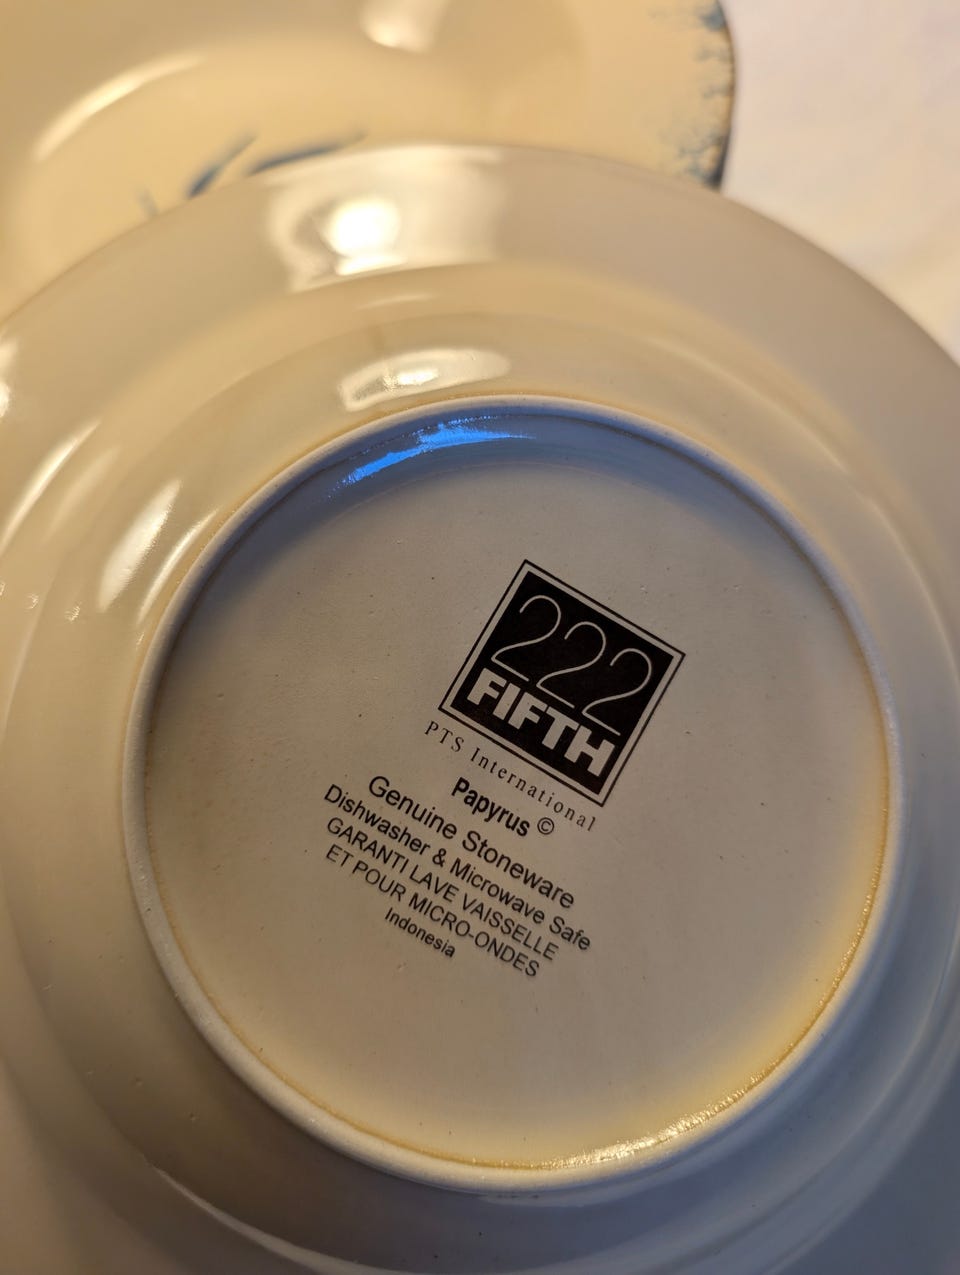 222
FIFTH
PTS International
Papyrus ©
Genuine Stoneware
Dishwasher & Microwave Safe
GARANTI LAVE VAISSELLE
ET POUR MICRO-ONDES
Indonesia